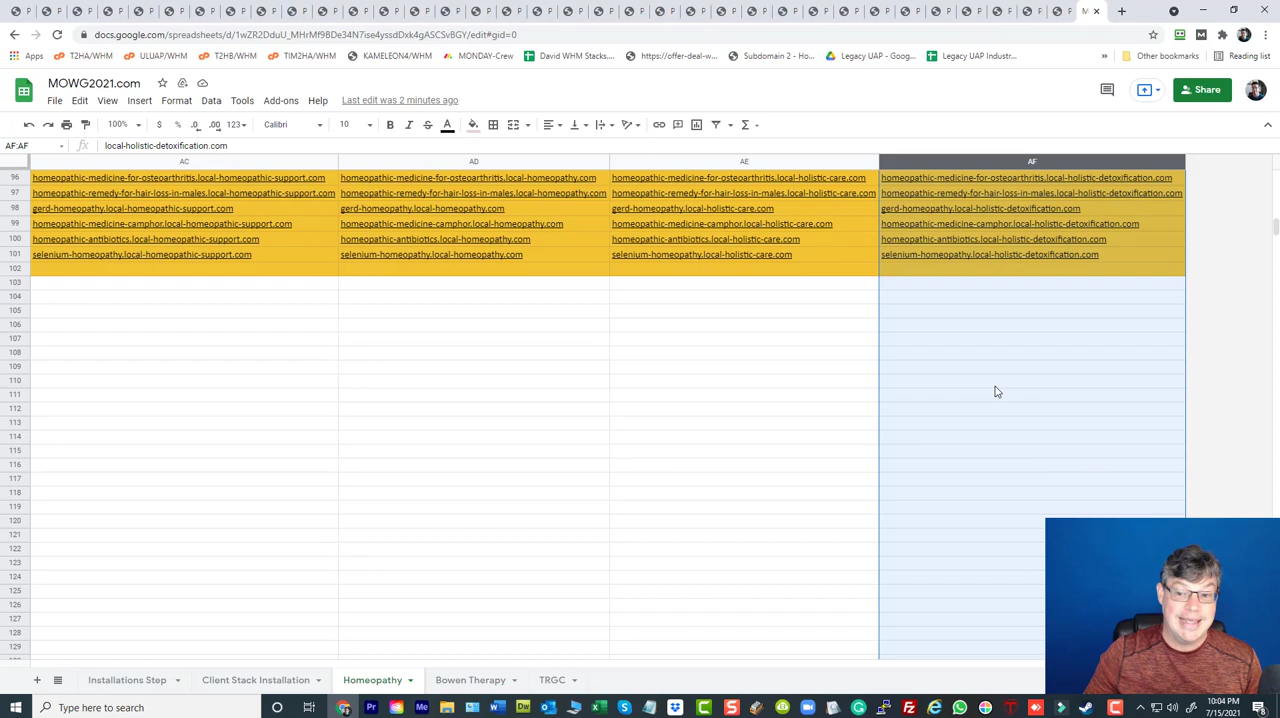 M
docs.google.com/spreadsheets/d/1wZR2DduU_MHrMf9BDe34N7ise4yssdDxk4gASCSvBGY/edit#gid=0
Apps T2HA/WHM ULUAP/WHM T2HB/WHM TIM2HA/WHM KAMELEON4/WHM MONDAY-Crew David WHM Stacks.... https://offer-deal-w... Subdomain 2 - Ho... Legacy UAP - Goog... Legacy UAP Indust... » Other bookmarks Reading list
MOWG2021.com
File Edit View Insert Format Data Tools Add-ons Help Last edit was 2 minutes ago
Share
100% $ % .0 .00 123 Calibri 10 B I S A
AF:AF fx local-holistic-detoxification.com
AC AD AE AF
96 homeopathic-medicine-for-osteoarthritis.local-homeopathic-support.com homeopathic-medicine-for-osteoarthritis.local-homeopathy.com homeopathic-medicine-for-osteoarthritis.local-holistic-care.com homeopathic-medicine-for-osteoarthritis.local-holistic-detoxification.com
97 homeopathic-remedy-for-hair-loss-in-males.local-homeopathic-support.com homeopathic-remedy-for-hair-loss-in-males.local-homeopathy.com homeopathic-remedy-for-hair-loss-in-males.local-holistic-care.com homeopathic-remedy-for-hair-loss-in-males.local-holistic-detoxification.com
98 gerd-homeopathy.local-homeopathic-support.com gerd-homeopathy.local-homeopathy.com gerd-homeopathy.local-holistic-care.com gerd-homeopathy.local-holistic-detoxification.com
99 homeopathic-medicine-camphor.local-homeopathic-support.com homeopathic-medicine-camphor.local-homeopathy.com homeopathic-medicine-camphor.local-holistic-care.com homeopathic-medicine-camphor.local-holistic-detoxification.com
100 homeopathic-antibiotics.local-homeopathic-support.com homeopathic-antibiotics.local-homeopathy.com homeopathic-antibiotics.local-holistic-care.com homeopathic-antibiotics.local-holistic-detoxification.com
101 selenium-homeopathy.local-homeopathic-support.com selenium-homeopathy.local-homeopathy.com selenium-homeopathy.local-holistic-care.com selenium-homeopathy.local-holistic-detoxification.com
102
103
104
105
106
107
108
109
110
111
112
113
114
115
116
117
118
119
120
121
122
123
124
125
126
127
128
129
Installations Step Client Stack Installation Homeopathy Bowen Therapy TRGC
Type here to search
10:04 PM
7/15/2021